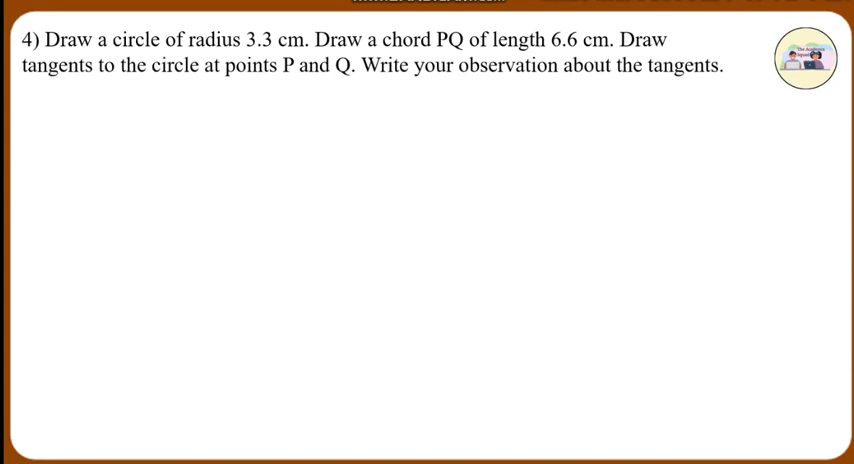 4) Draw a circle of radius 3.3 cm. Draw a chord PQ of length 6.6 cm. Draw
tangents to the circle at points P and Q. Write your observation about the tangents.